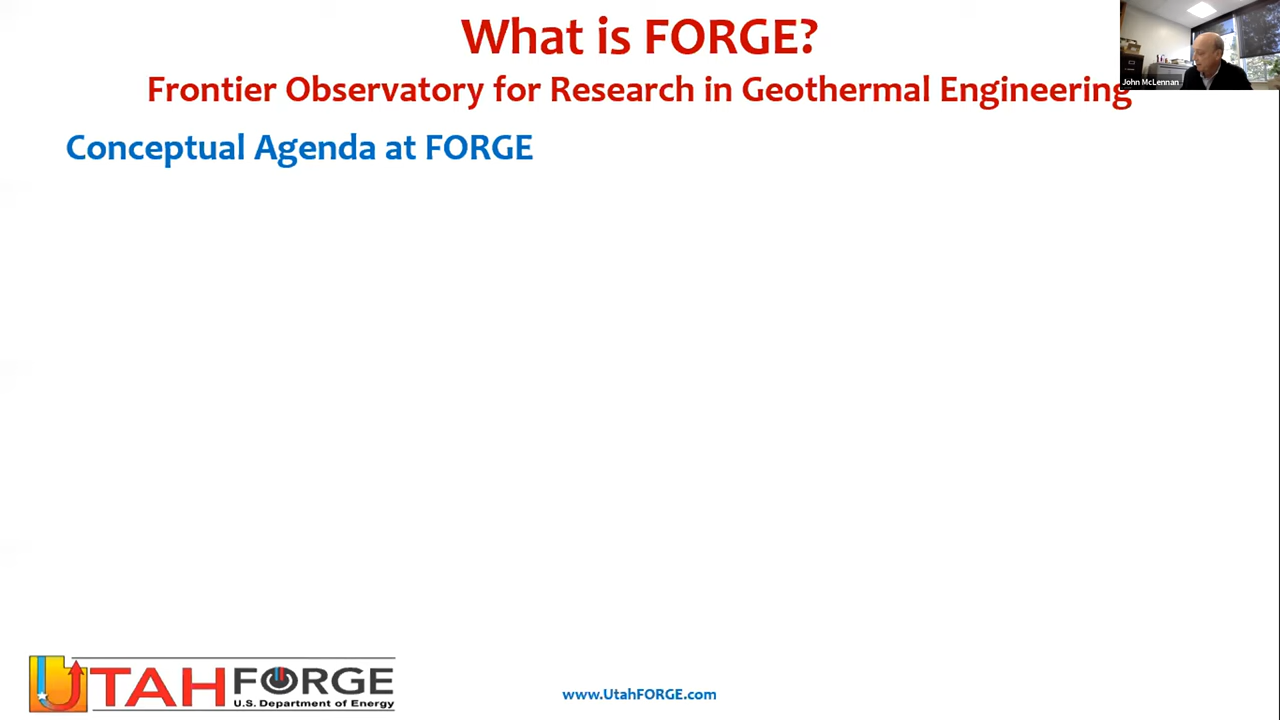 What is FORGE?
Frontier Observatory for Research in Geothermal Engineering
John McLennan
Conceptual Agenda at FORGE
UTAH FORGE
U.S. Department of Energy
www.UtahFORGE.com